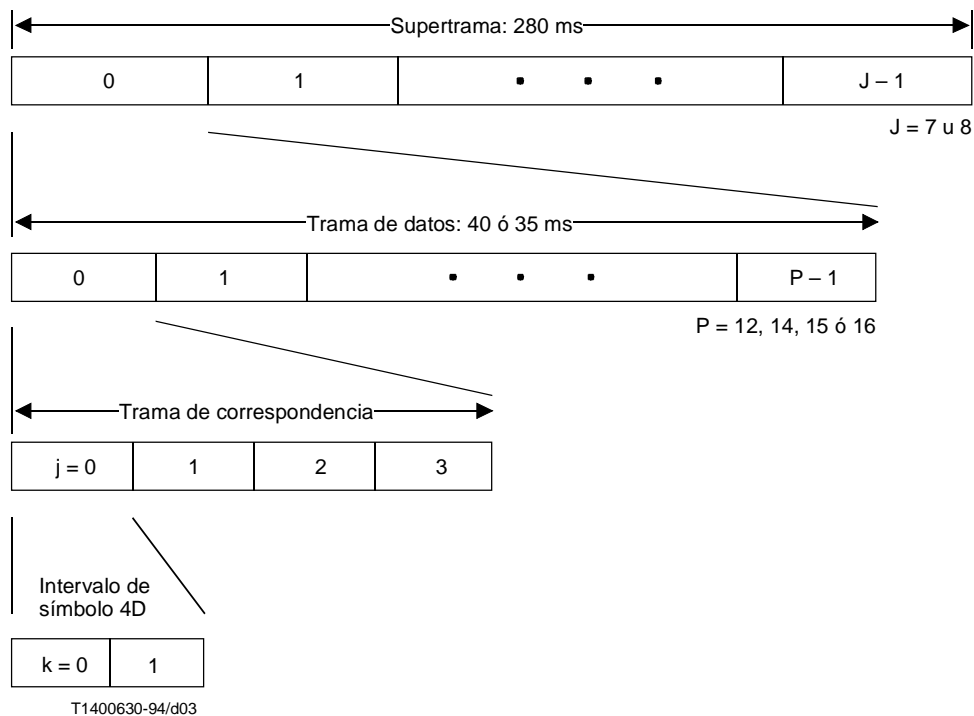 Supertrama: 280 ms
0 1 J – 1
J = 7 u 8
Trama de datos: 40 ó 35 ms
0 1 P – 1
P = 12, 14, 15 ó 16
Trama de correspondencia
j = 0 1 2 3
Intervalo de
símbolo 4D
k = 0 1
T1400630-94/d03